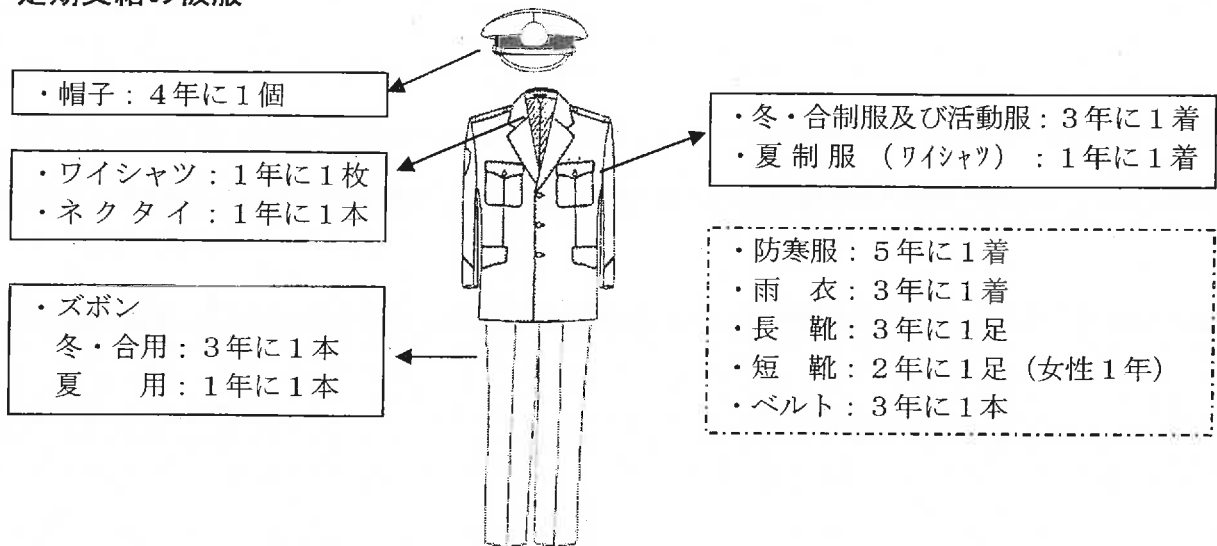 定期支給の被服
・帽子：４年に１個
・ワイシャツ：１年に１枚
・ネクタイ：１年に１本
・ズボン
冬・合用：３年に１本
夏　　用：１年に１本
・冬・合制服及び活動服：３年に１着
・夏制服（ワイシャツ）：１年に１着
・防寒服：５年に１着
・雨　衣：３年に１着
・長　靴：３年に１足
・短　靴：２年に１足（女性１年）
・ベルト：３年に１本